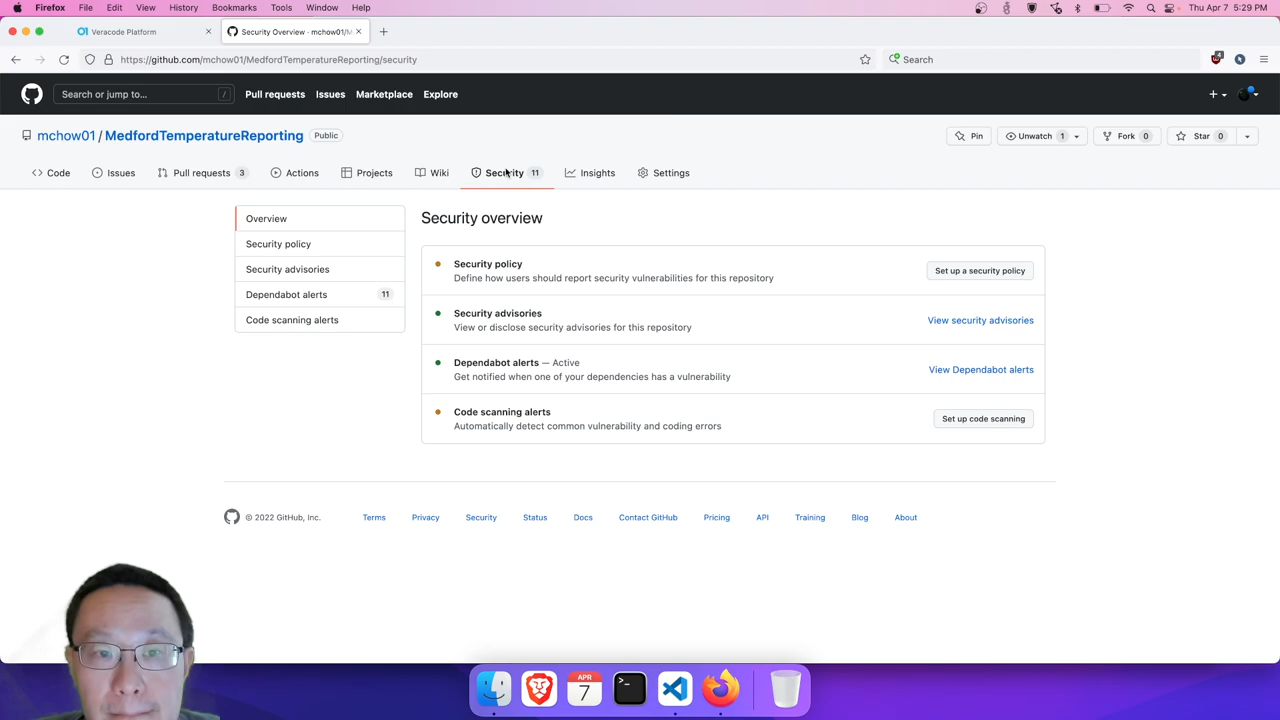 Firefox File Edit View History Bookmarks Tools Window Help Thu Apr 7 5:29 PM
Veracode Platform
Security Overview · mchow01/M
https://github.com/mchow01/MedfordTemperatureReporting/security
4
Search
Search or jump to... /
Pull requests Issues Marketplace Explore
mchow01 / MedfordTemperatureReporting Public
Pin Unwatch 1 Fork 0 Star 0
Code Issues Pull requests 3 Actions Projects Wiki Security 11 Insights Settings
Overview
Security policy
Security advisories
Dependabot alerts 11
Code scanning alerts
Security overview
Security policy
Define how users should report security vulnerabilities for this repository
Set up a security policy
Security advisories
View or disclose security advisories for this repository
View security advisories
Dependabot alerts — Active
Get notified when one of your dependencies has a vulnerability
View Dependabot alerts
Code scanning alerts
Automatically detect common vulnerability and coding errors
Set up code scanning
© 2022 GitHub, Inc. Terms Privacy Security Status Docs Contact GitHub Pricing API Training Blog About
APR
7
>_